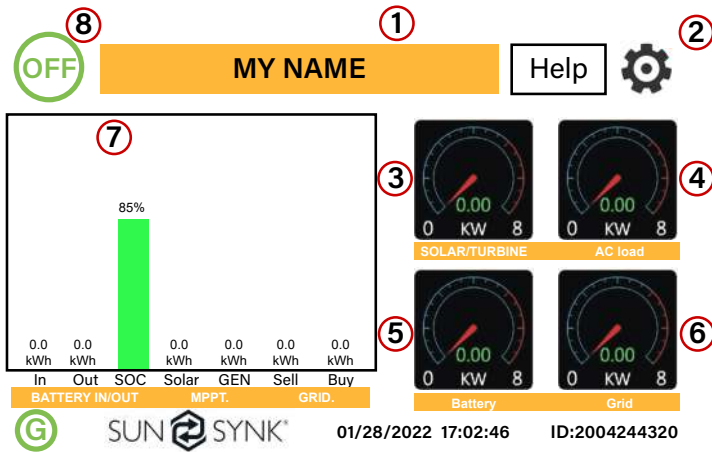 8
1
2
OFF
MY NAME
Help
7
85%
0.0 0.0 0.0 0.0 0.0 0.0
kWh kWh kWh kWh kWh kWh
In Out SOC Solar GEN Sell Buy
BATTERY IN/OUT MPPT. GRID.
3
0.00
0 KW 8
SOLAR/TURBINE
4
0.00
0 KW 8
AC load
5
0.00
0 KW 8
Battery
6
0.00
0 KW 8
Grid
G
SUN SYNK®
01/28/2022 17:02:46
ID:2004244320